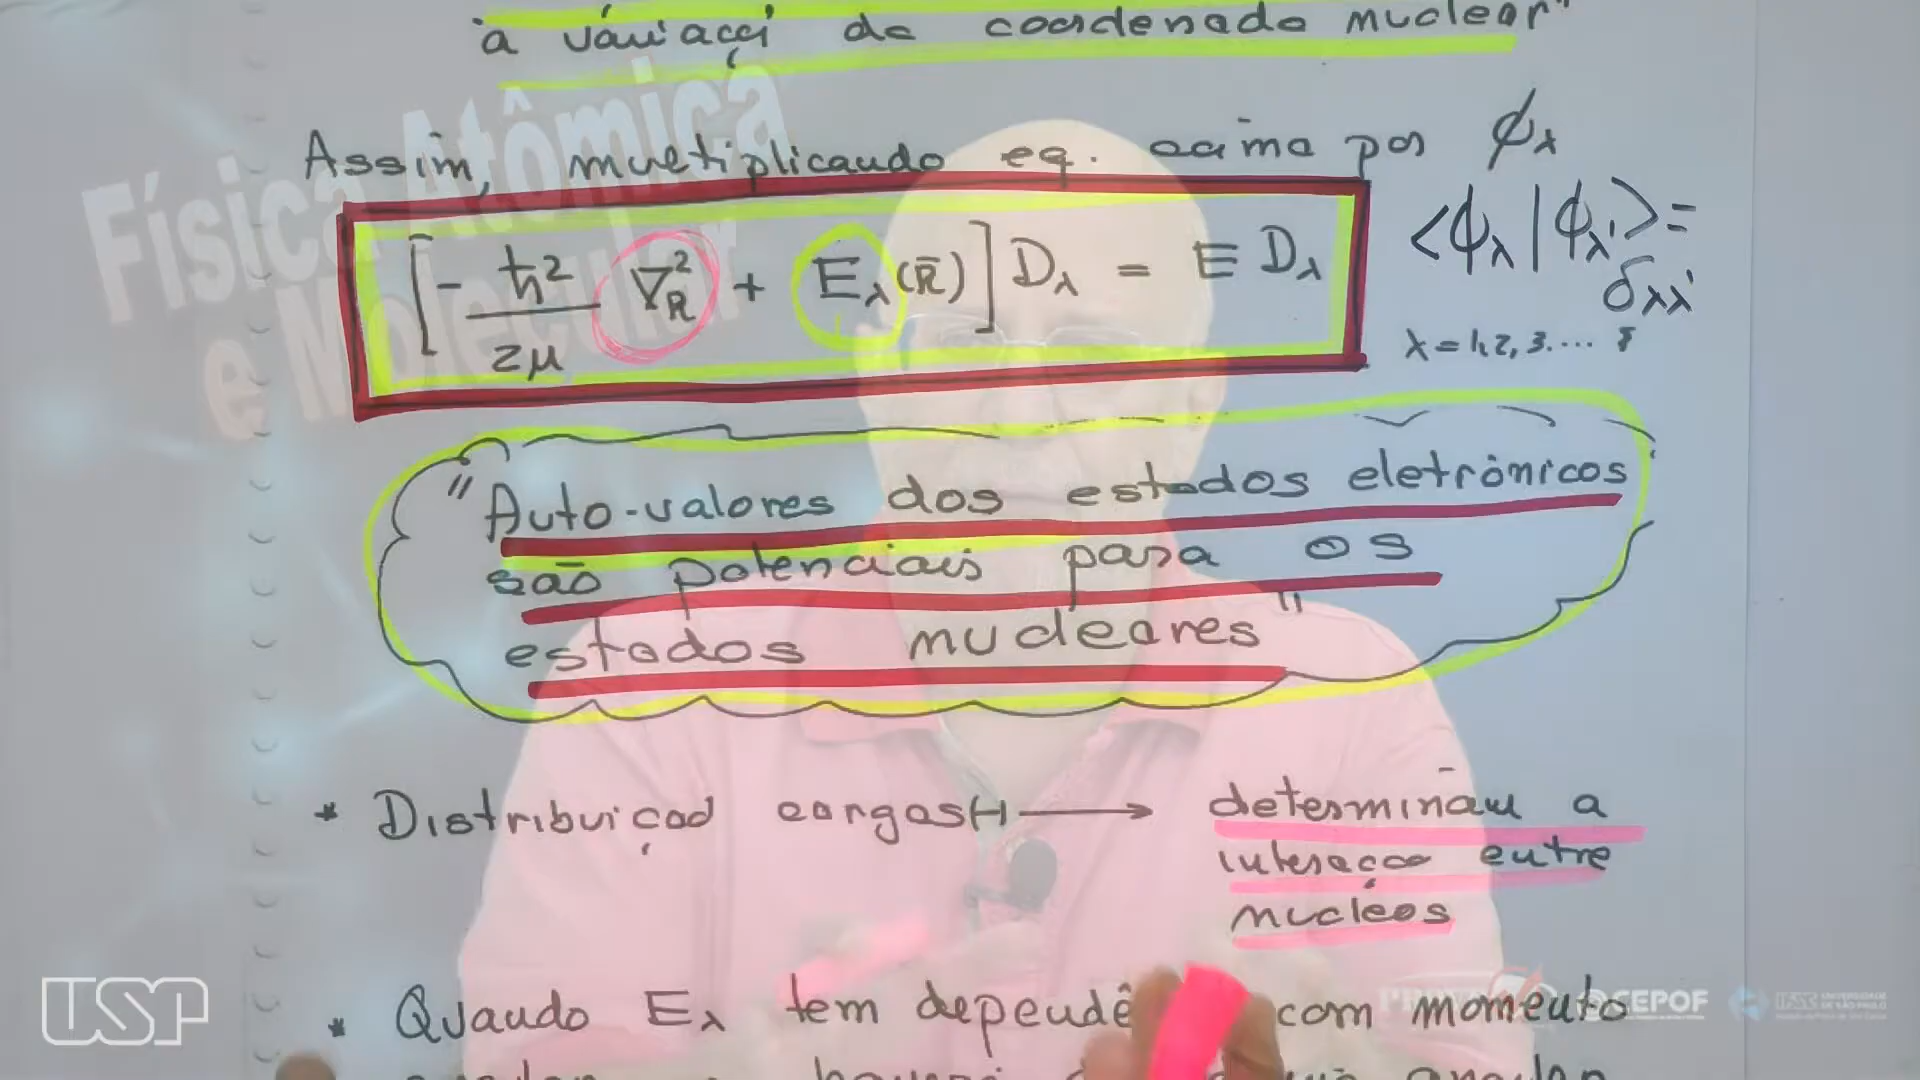 à variaçã da coordenada nuclear"
Física Atômica
e Molecular
Assim, multiplicando eq. acima por ϕλ
[-ħ²/2μ ∇²R + Eλ(R̄)] Dλ = E Dλ
<ϕλ|ϕλ'> =
δλλ'
λ = 1, 2, 3....
"Auto-valores dos estados eletrônicos
são potenciais para os
estados nucleares"
* Distribuição cargas(-) → determinam a
interação entre
núcleos
* Quando Eλ tem com momento
USP
CEPOF